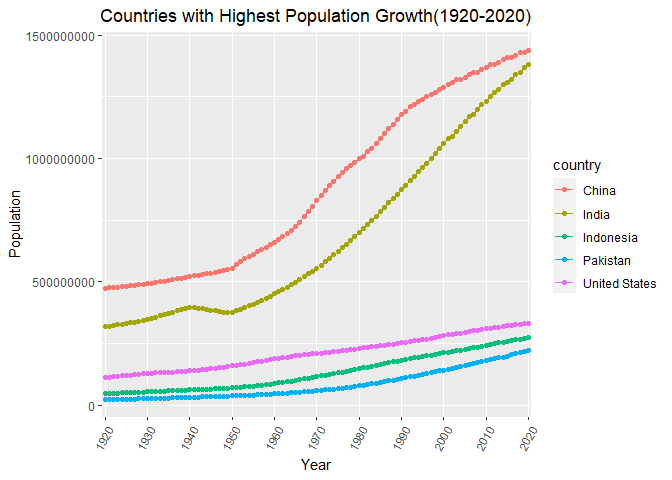 Countries with Highest Population Growth(1920-2020)
1500000000
1000000000
500000000
0
Population
1920 1930 1940 1950 1960 1970 1980 1990 2000 2010 2020
Year
country
China
India
Indonesia
Pakistan
United States